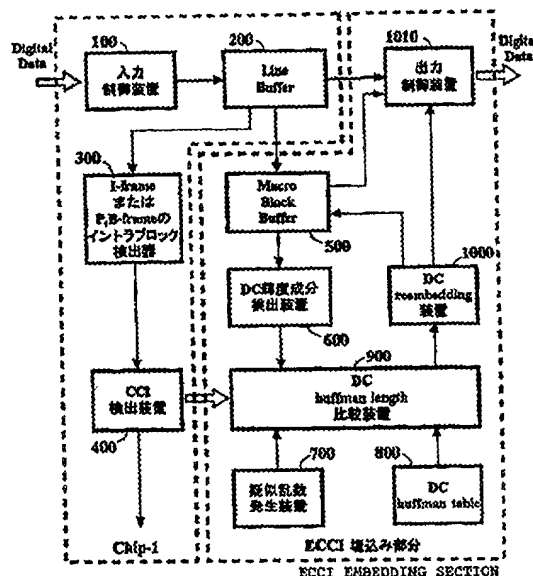 Digital
Data
100
入力
制御装置
200
Line
Buffer
1010
出力
制御装置
Digital
Data
300
I-frame
または
P,B-frameの
イントラブロック
検出器
Macro
Block
Buffer
500
DC輝度成分
検出装置
600
1000
DC
reembedding
装置
CCI
検出装置
400
900
DC
huffman length
比較装置
700
疑似乱数
発生装置
800
DC
huffman table
Chip-1
ECCI 埋込み部分
ECCI EMBEDDING SECTION